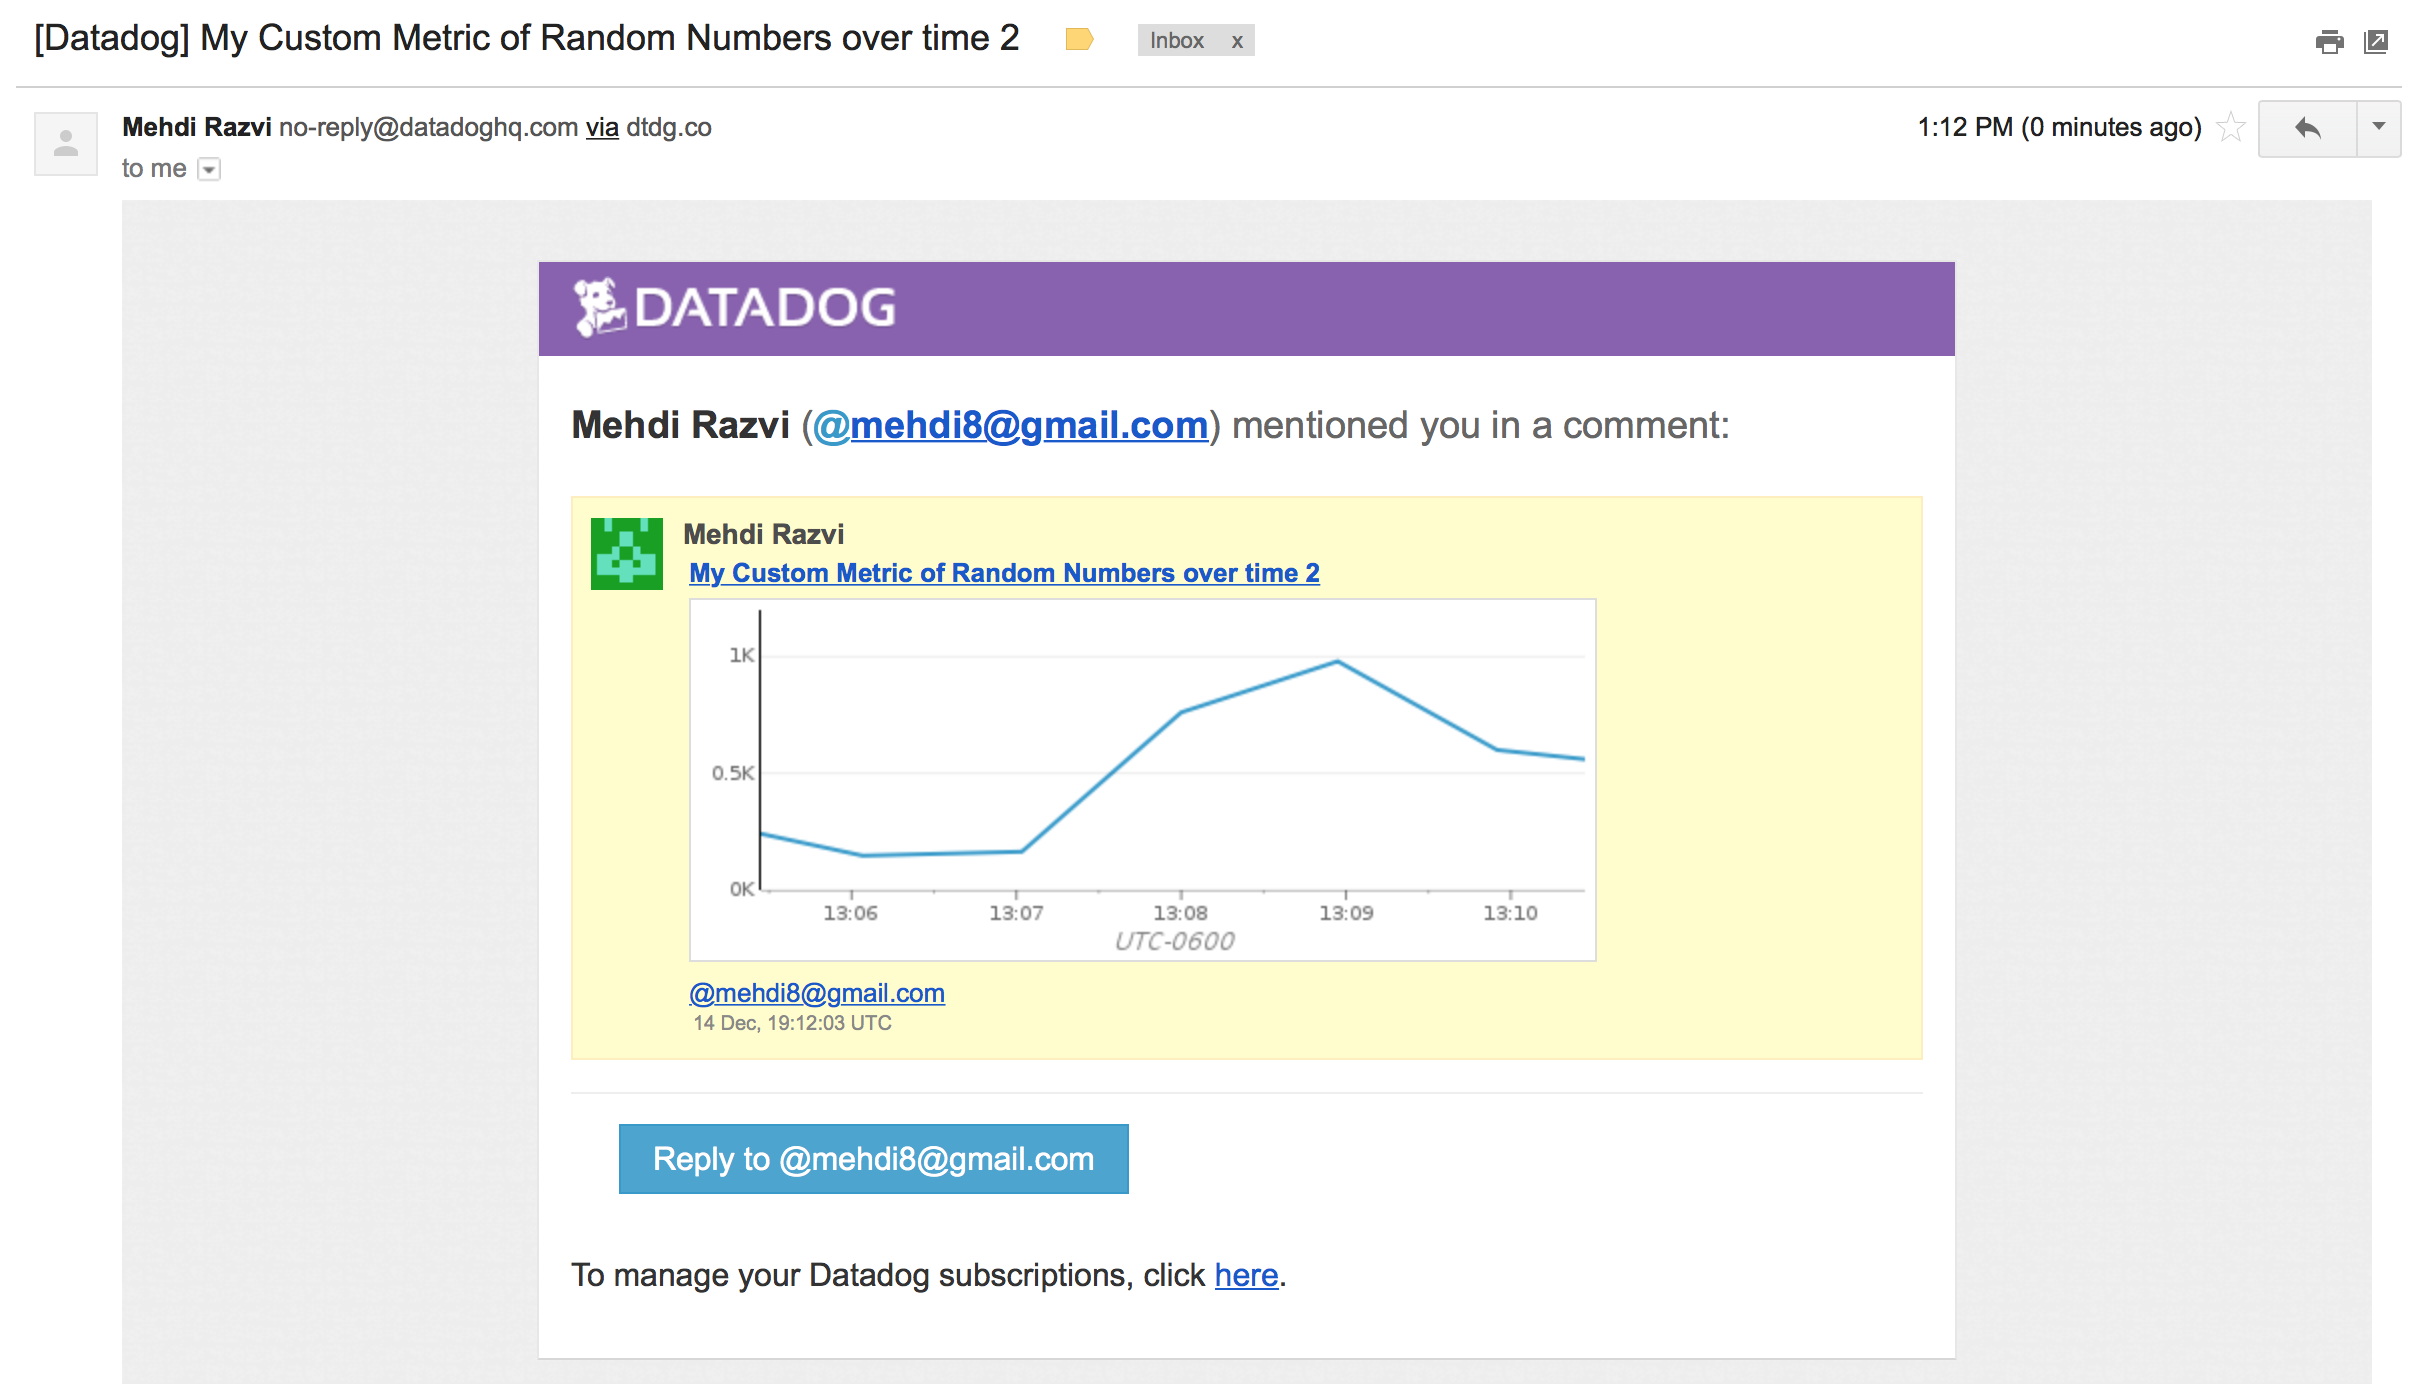 [Datadog] My Custom Metric of Random Numbers over time 2 Inbox x
Mehdi Razvi no-reply@datadoghq.com via dtdg.co 1:12 PM (0 minutes ago)
to me
DATADOG
Mehdi Razvi (@mehdi8@gmail.com) mentioned you in a comment:
Mehdi Razvi
My Custom Metric of Random Numbers over time 2
1K
0.5K
0K
13:06 13:07 13:08 13:09 13:10
UTC-0600
@mehdi8@gmail.com
14 Dec, 19:12:03 UTC
Reply to @mehdi8@gmail.com
To manage your Datadog subscriptions, click here.